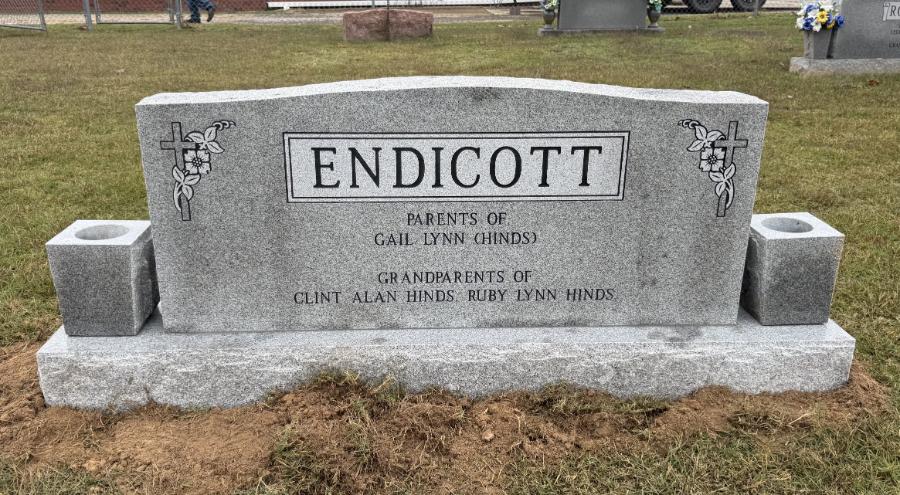 ENDICOTT
PARENTS OF
GAIL LYNN (HINDS)
GRANDPARENTS OF
CLINT ALAN HINDS, RUBY LYNN HINDS